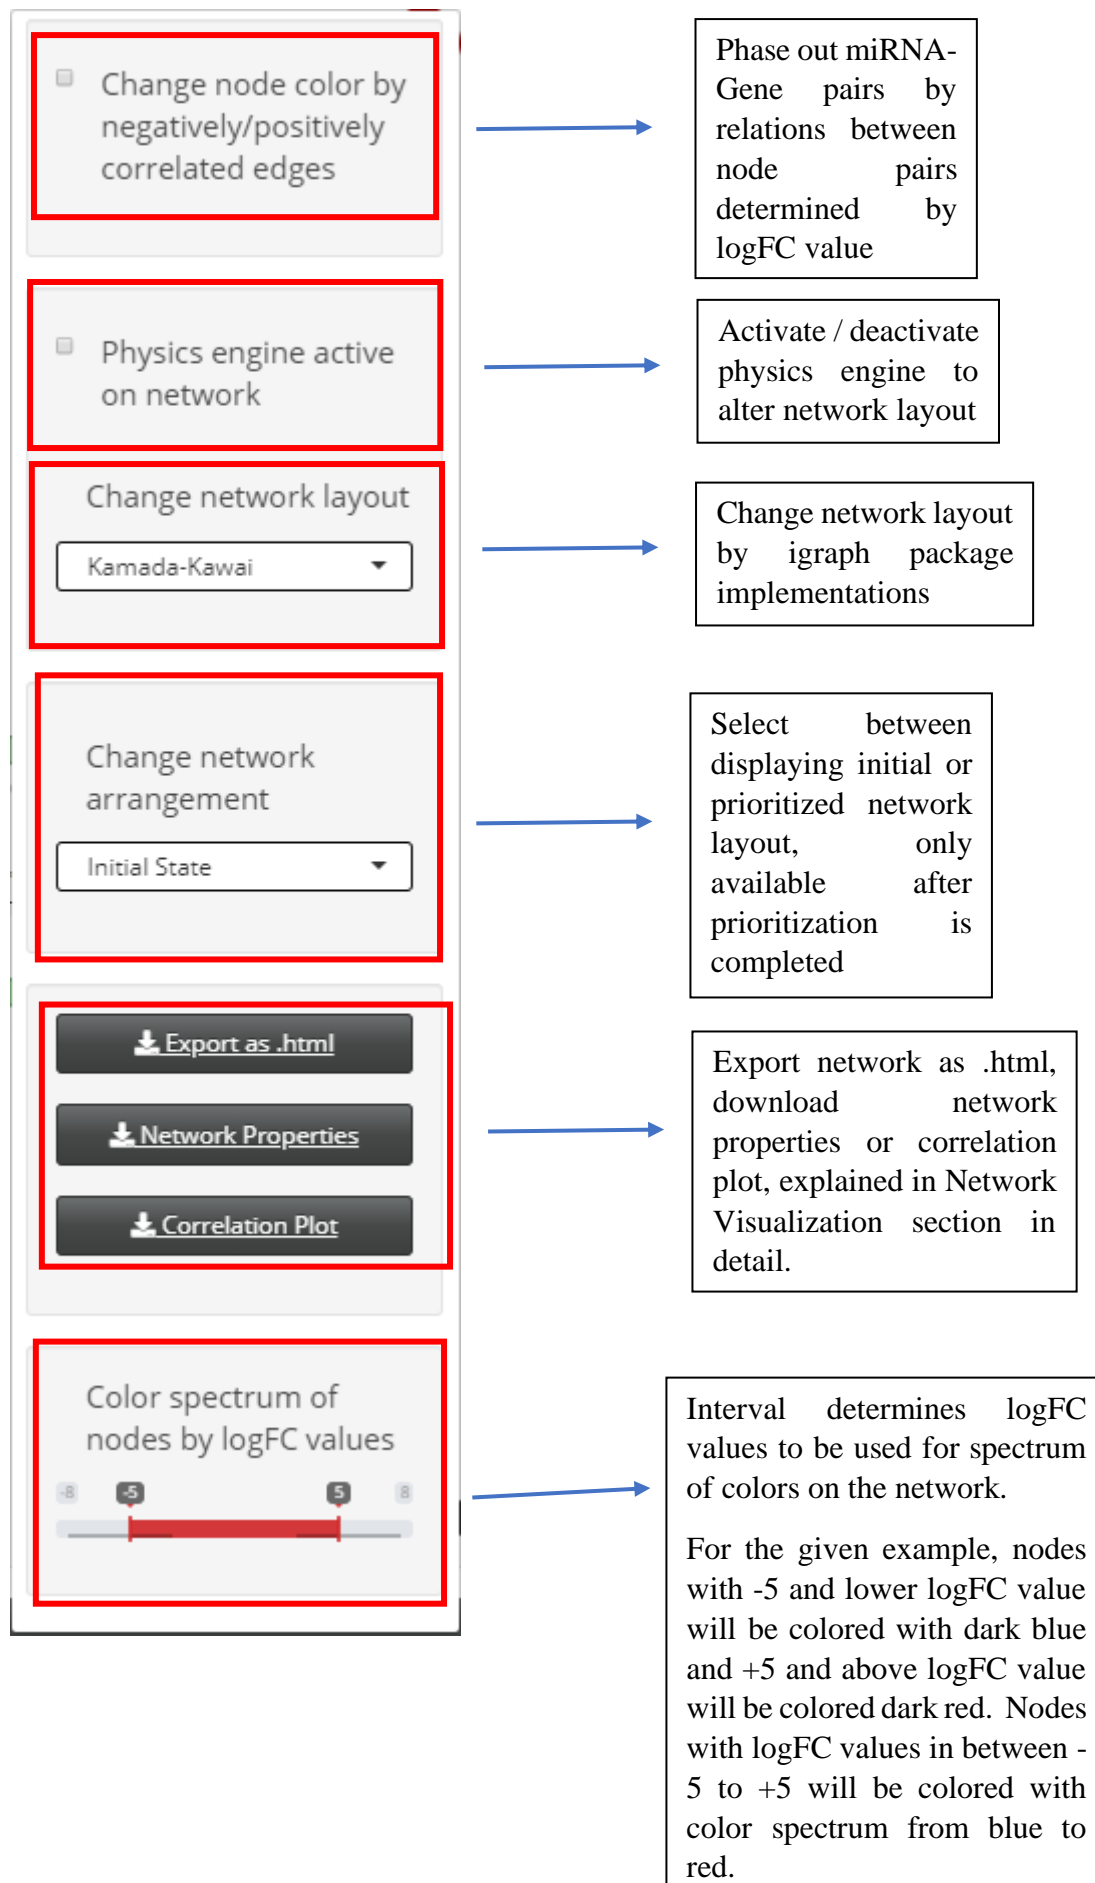 Change node color by
negatively/positively
correlated edges
Phase out miRNA-
Gene pairs by
relations between
node pairs
determined by
logFC value
Physics engine active
on network
Activate / deactivate
physics engine to
alter network layout
Change network layout
Kamada-Kawai
Change network layout
by igraph package
implementations
Change network
arrangement
Initial State
Select between
displaying initial or
prioritized network
layout, only
available after
prioritization is
completed
Export as .html
Network Properties
Correlation Plot
Export network as .html,
download network
properties or correlation
plot, explained in Network
Visualization section in
detail.
Color spectrum of
nodes by logFC values
-8 -5 5 8
Interval determines logFC
values to be used for spectrum
of colors on the network.
For the given example, nodes
with -5 and lower logFC value
will be colored with dark blue
and +5 and above logFC value
will be colored dark red. Nodes
with logFC values in between -
5 to +5 will be colored with
color spectrum from blue to
red.